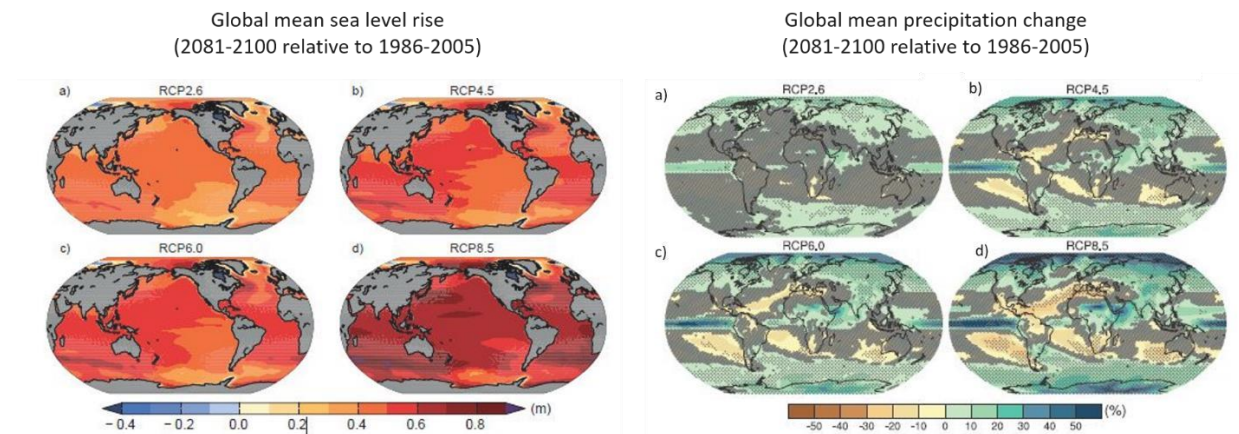 Global mean sea level rise
(2081-2100 relative to 1986-2005)
a) RCP2.6
b) RCP4.5
c) RCP6.0
d) RCP8.5
− 0.4 − 0.2 0.0 0.2 0.4 0.6 0.8 (m)
Global mean precipitation change
(2081-2100 relative to 1986-2005)
a) RCP2.6
b) RCP4.5
c) RCP6.0
d) RCP8.5
-50 -40 -30 -20 -10 0 10 20 30 40 50 (%)